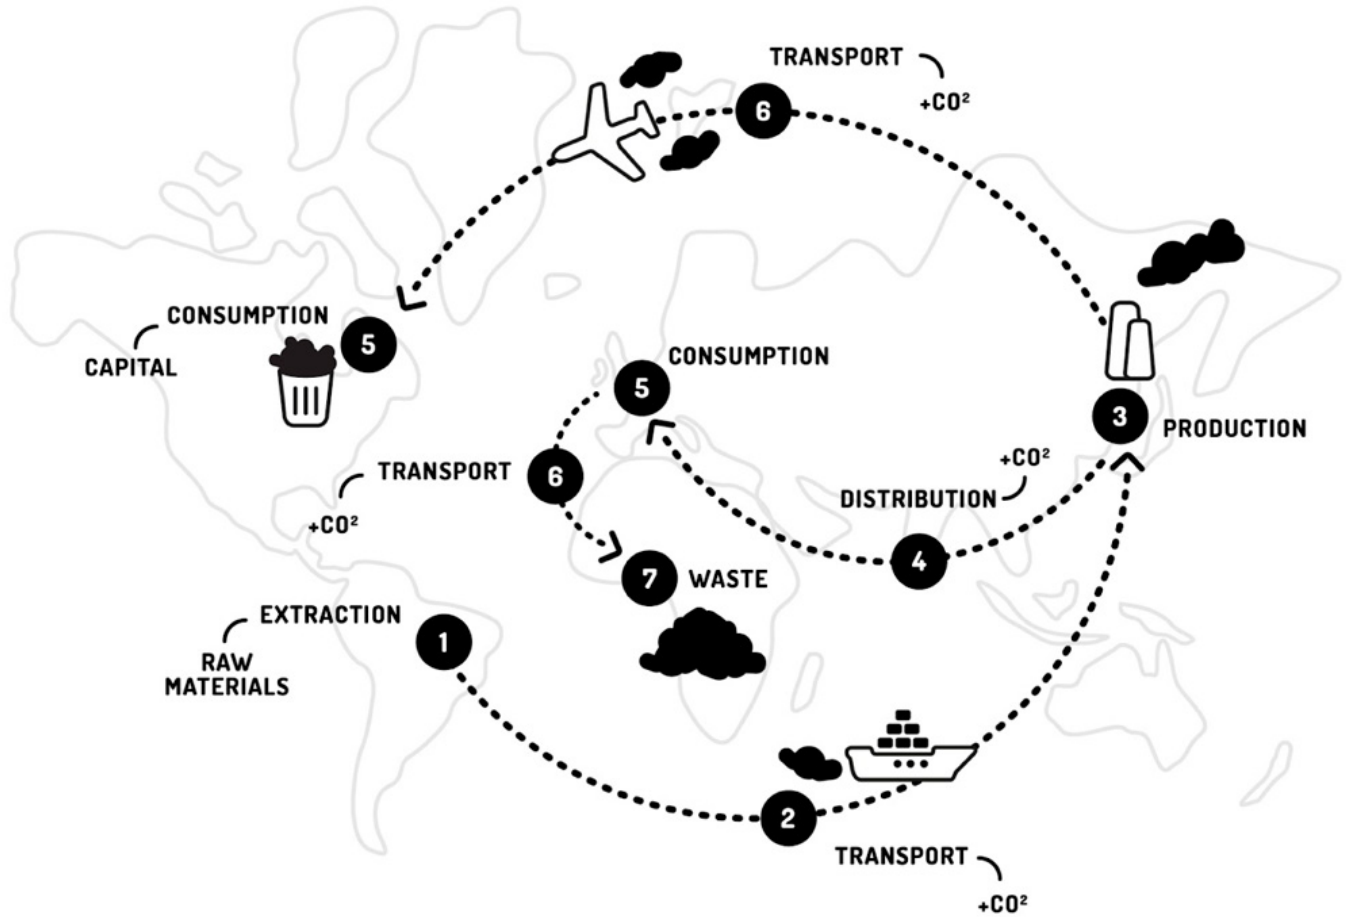 TRANSPORT
+CO²
6
CONSUMPTION
5
CAPITAL
CONSUMPTION
5
3
PRODUCTION
+CO²
TRANSPORT
6
DISTRIBUTION
+CO²
4
7
WASTE
EXTRACTION
1
RAW
MATERIALS
2
TRANSPORT
+CO²